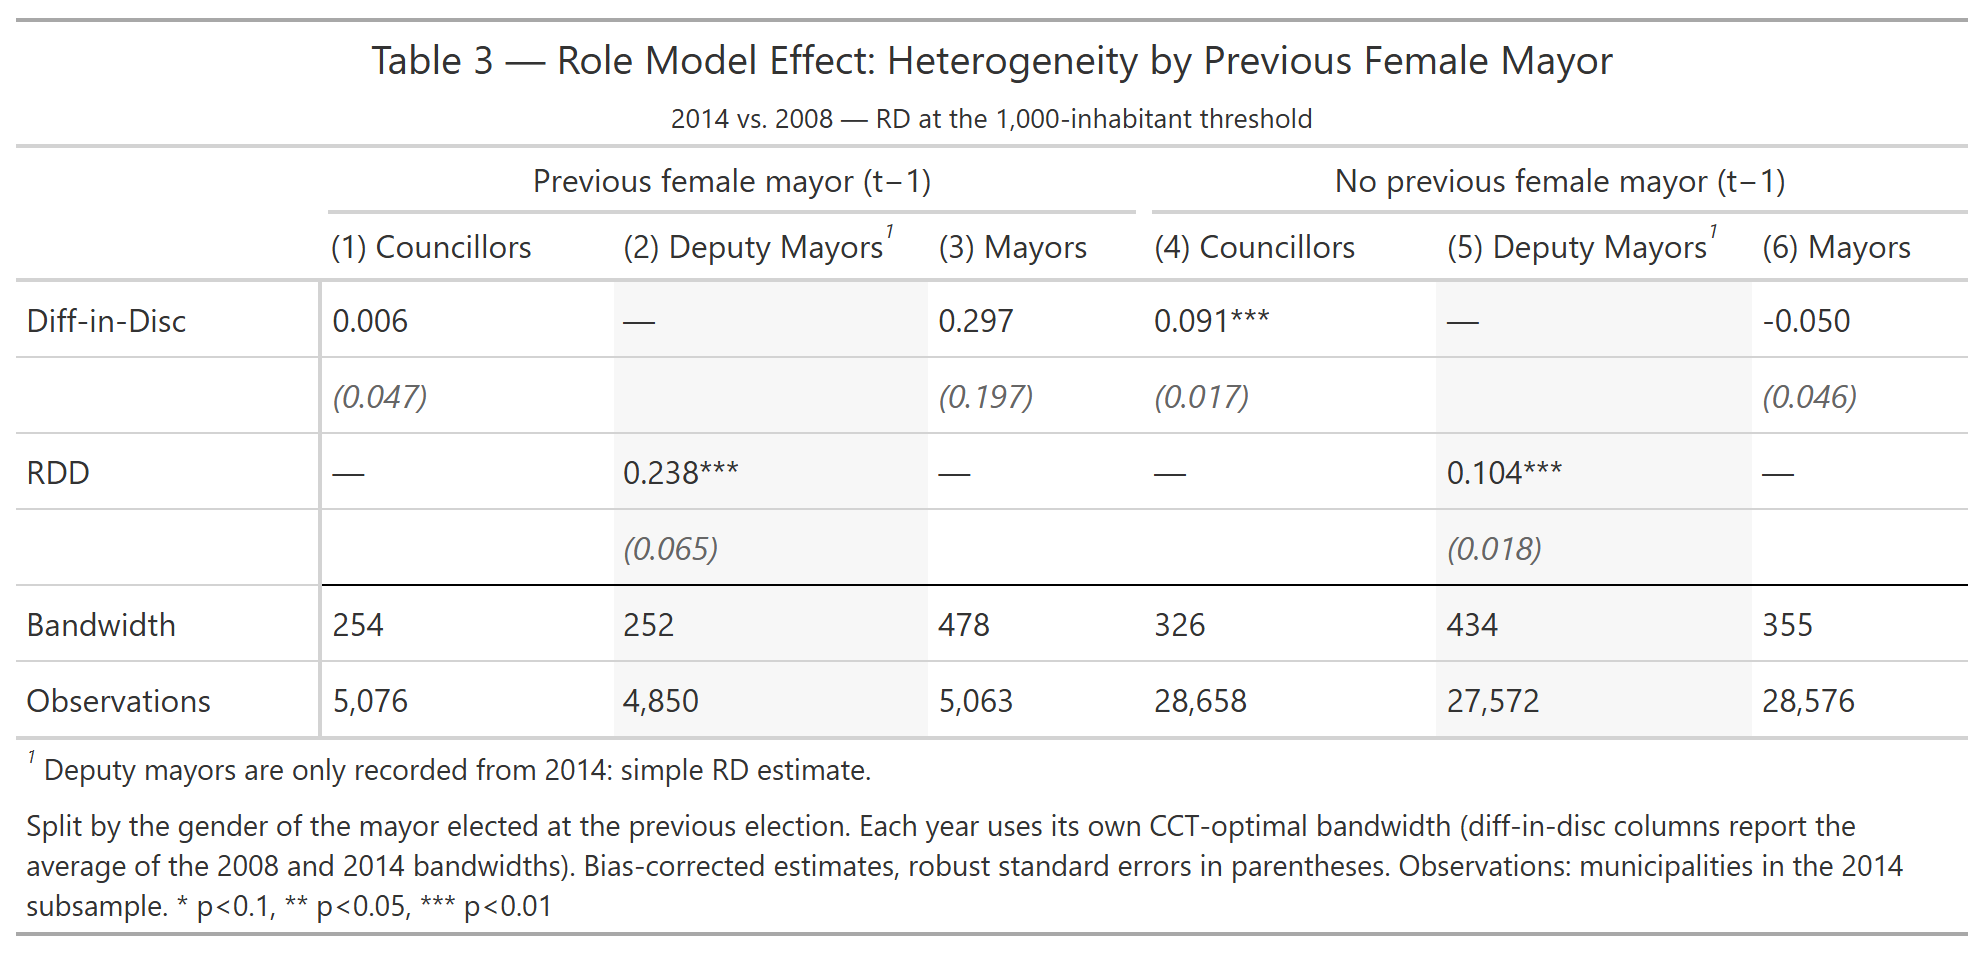 Table 3 — Role Model Effect: Heterogeneity by Previous Female Mayor
2014 vs. 2008 — RD at the 1,000-inhabitant threshold
Previous female mayor (t−1) No previous female mayor (t−1)
(1) Councillors (2) Deputy Mayors¹ (3) Mayors (4) Councillors (5) Deputy Mayors¹ (6) Mayors
Diff-in-Disc 0.006 — 0.297 0.091*** — -0.050
(0.047) (0.197) (0.017) (0.046)
RDD — 0.238*** — — 0.104*** —
(0.065) (0.018)
Bandwidth 254 252 478 326 434 355
Observations 5,076 4,850 5,063 28,658 27,572 28,576
¹ Deputy mayors are only recorded from 2014: simple RD estimate.
Split by the gender of the mayor elected at the previous election. Each year uses its own CCT-optimal bandwidth (diff-in-disc columns report the
average of the 2008 and 2014 bandwidths). Bias-corrected estimates, robust standard errors in parentheses. Observations: municipalities in the 2014
subsample. * p<0.1, ** p<0.05, *** p<0.01